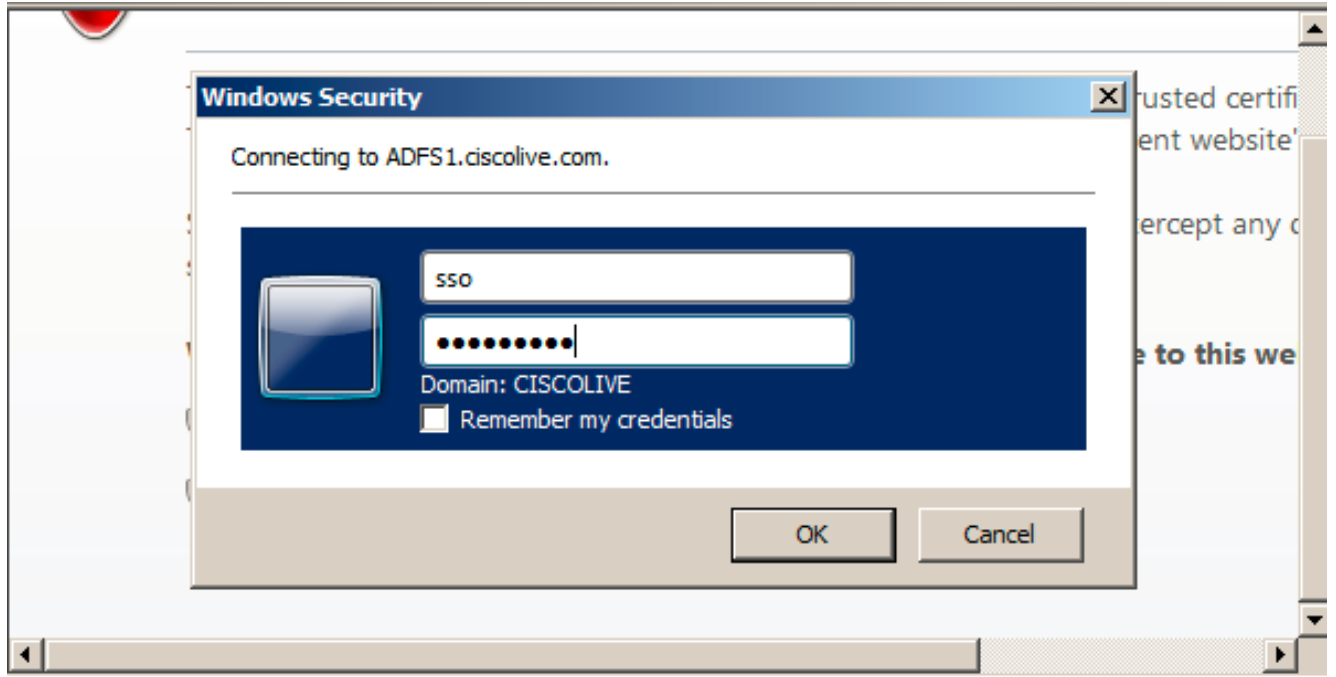 Windows Security
rusted certifi
Connecting to ADFS1.ciscolive.com.
ent website'
tercept any
sso
•••••••••
e to this we
Domain: CISCOLIVE
Remember my credentials
OK
Cancel